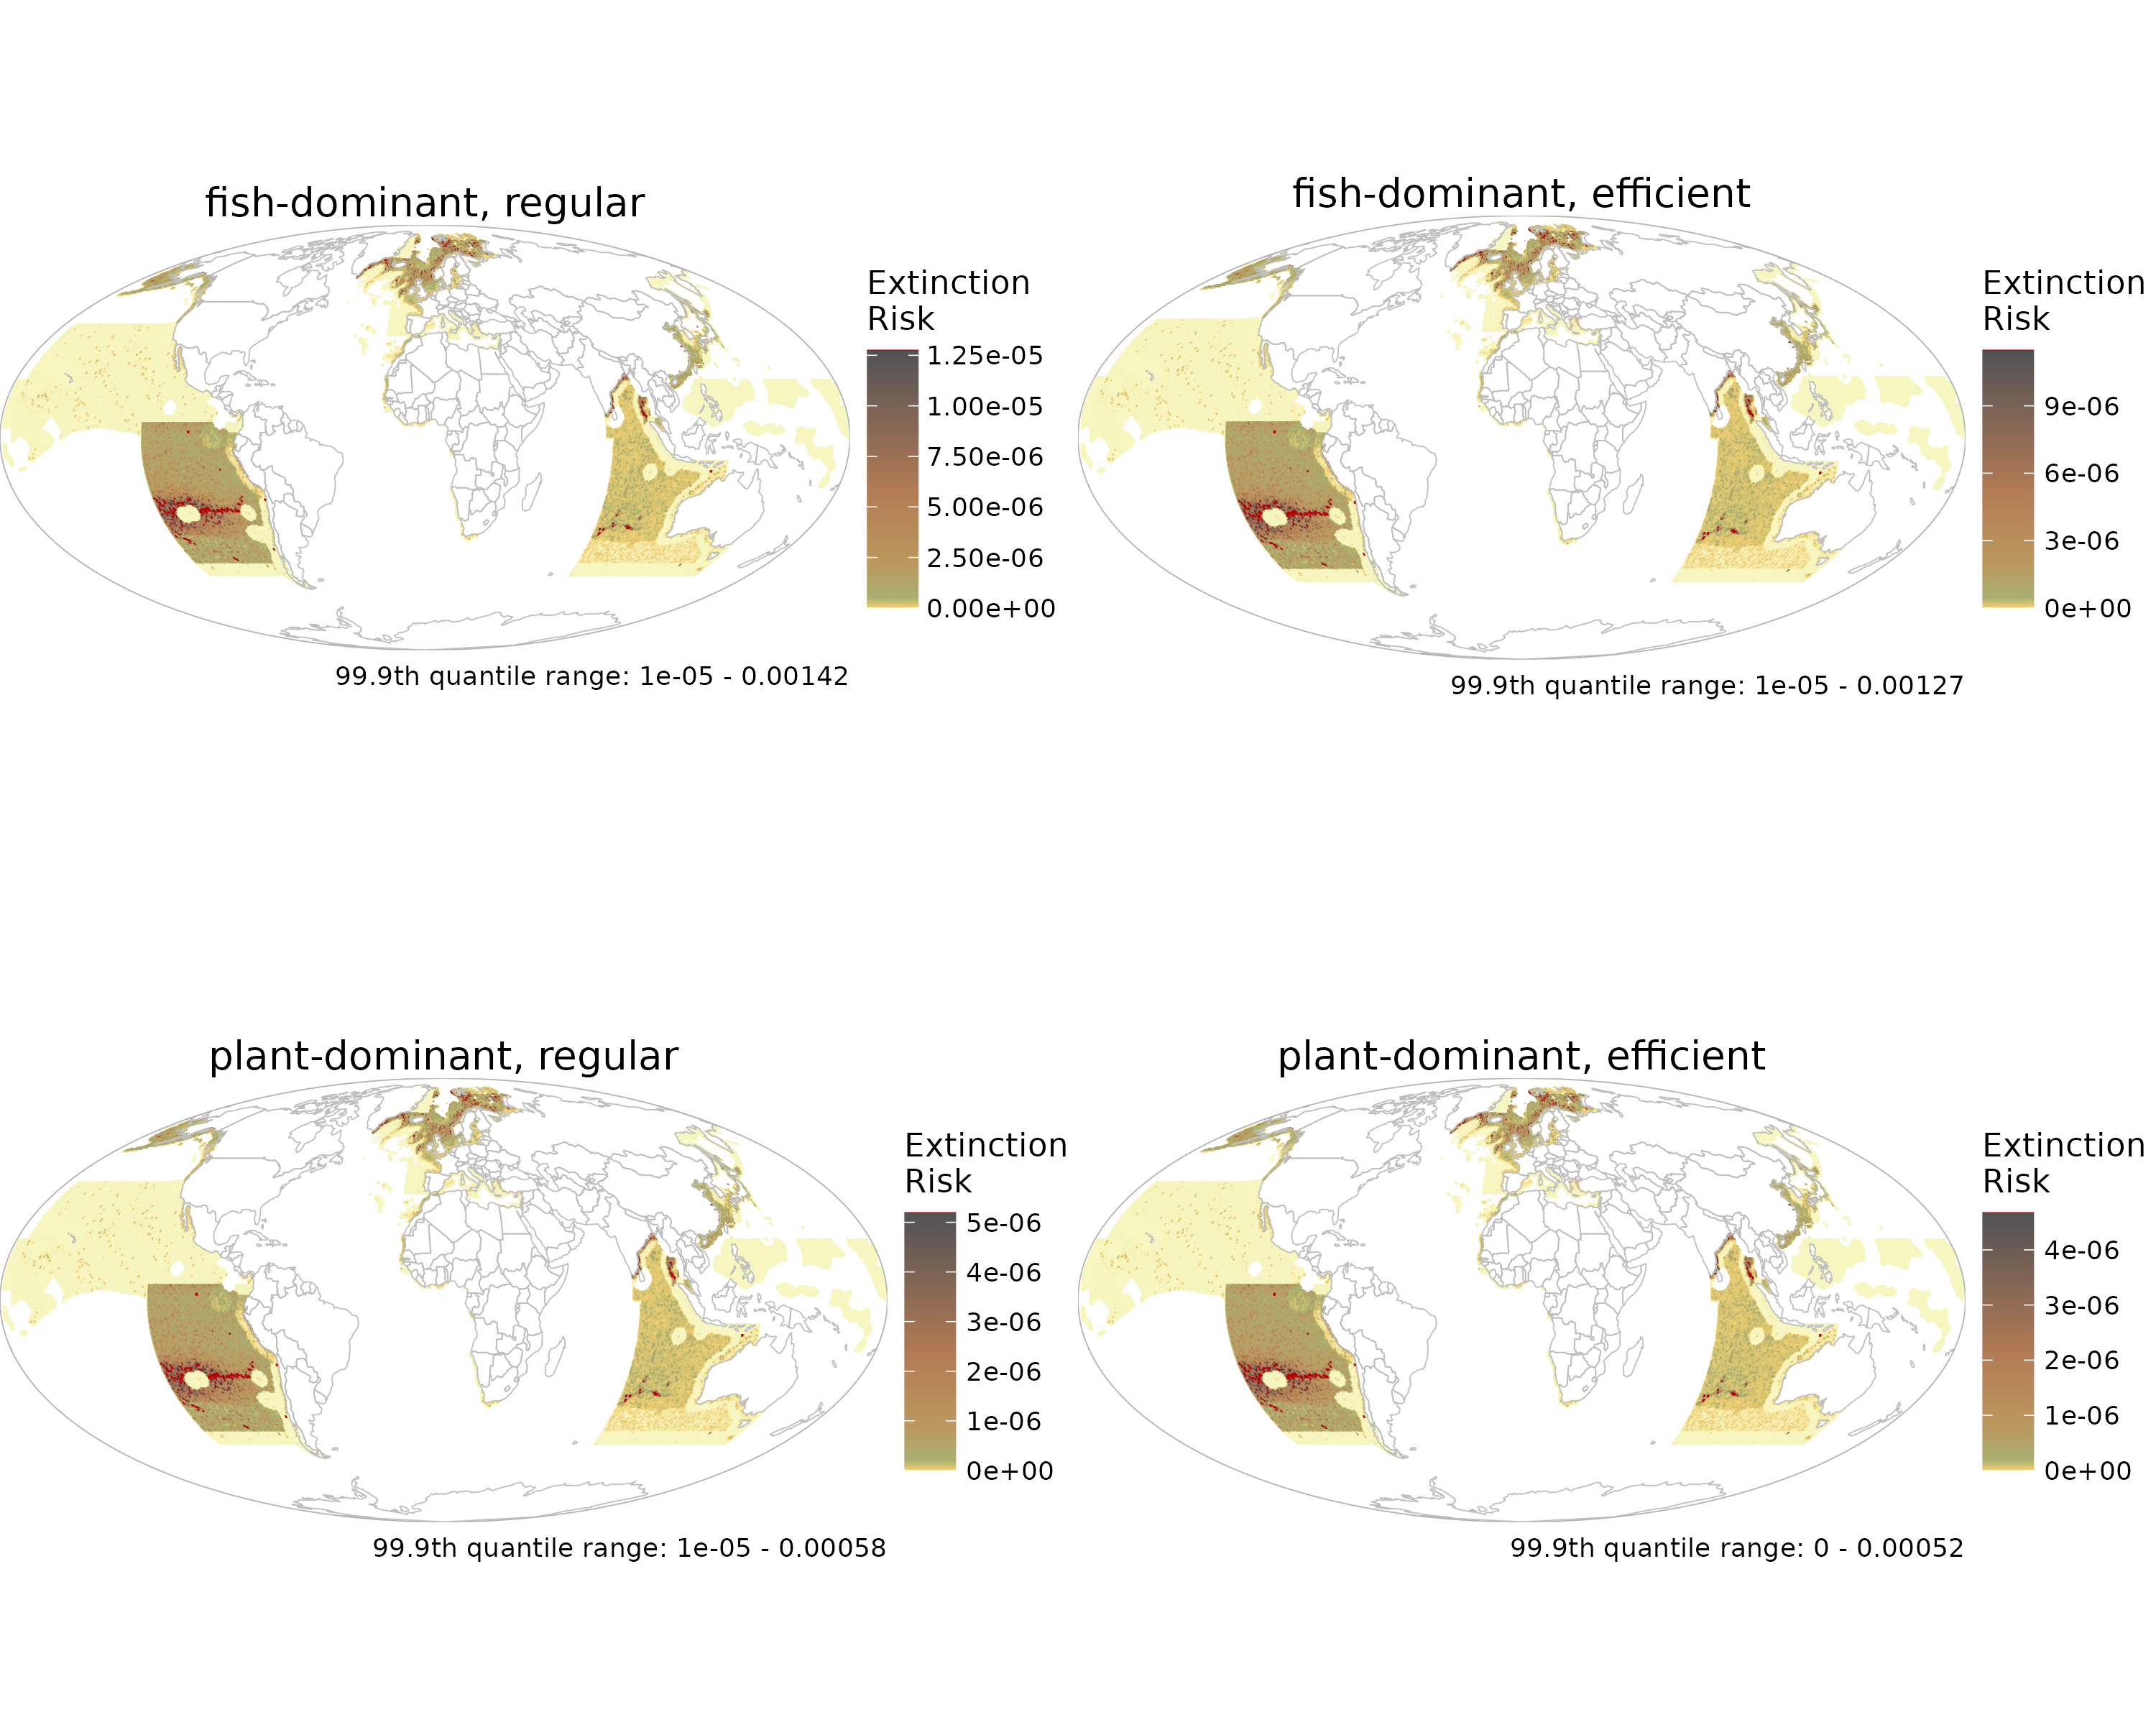 fish-dominant, regular
Extinction
Risk
1.25e-05
1.00e-05
7.50e-06
5.00e-06
2.50e-06
0.00e+00
99.9th quantile range: 1e-05 - 0.00142
fish-dominant, efficient
Extinction
Risk
9e-06
6e-06
3e-06
0e+00
99.9th quantile range: 1e-05 - 0.00127
plant-dominant, regular
Extinction
Risk
5e-06
4e-06
3e-06
2e-06
1e-06
0e+00
99.9th quantile range: 1e-05 - 0.00058
plant-dominant, efficient
Extinction
Risk
4e-06
3e-06
2e-06
1e-06
0e+00
99.9th quantile range: 0 - 0.00052